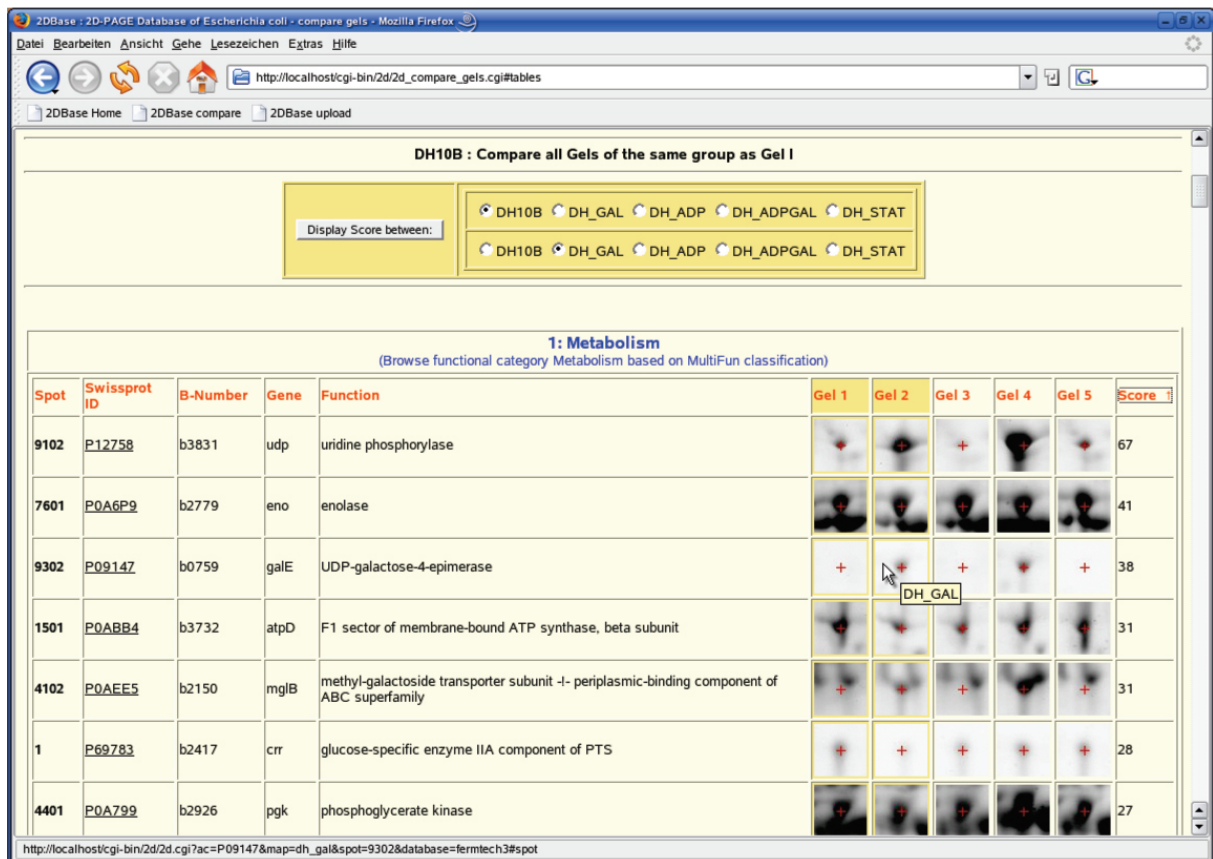 2DBase : 2D-PAGE Database of Escherichia coli - compare gels - Mozilla Firefox
Datei Bearbeiten Ansicht Gehe Lesezeichen Extras Hilfe
http://localhost/cgi-bin/2d/2d_compare_gels.cgi#tables
2DBase Home 2DBase compare 2DBase upload
DH10B : Compare all Gels of the same group as Gel I
Display Score between:
DH10B DH_GAL DH_ADP DH_ADPGAL DH_STAT
DH10B DH_GAL DH_ADP DH_ADPGAL DH_STAT
1: Metabolism
(Browse functional category Metabolism based on MultiFun classification)
Spot Swissprot ID B-Number Gene Function Gel 1 Gel 2 Gel 3 Gel 4 Gel 5 Score ↑
9102 P12758 b3831 udp uridine phosphorylase 67
7601 P0A6P9 b2779 eno enolase 41
9302 P09147 b0759 galE UDP-galactose-4-epimerase 38
DH_GAL
1501 P0ABB4 b3732 atpD F1 sector of membrane-bound ATP synthase, beta subunit 31
4102 P0AEE5 b2150 mglB methyl-galactoside transporter subunit -!- periplasmic-binding component of
ABC superfamily 31
1 P69783 b2417 crr glucose-specific enzyme IIA component of PTS 28
4401 P0A799 b2926 pgk phosphoglycerate kinase 27
http://localhost/cgi-bin/2d/2d.cgi?ac=P09147&map=dh_gal&spot=9302&database=fermtech3#spot